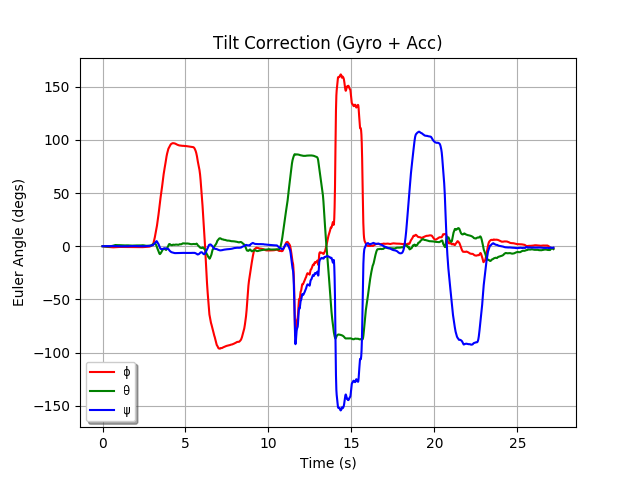 Tilt Correction (Gyro + Acc)
Euler Angle (degs)
150
100
50
0
−50
−100
−150
ϕ
θ
ψ
0 5 10 15 20 25
Time (s)